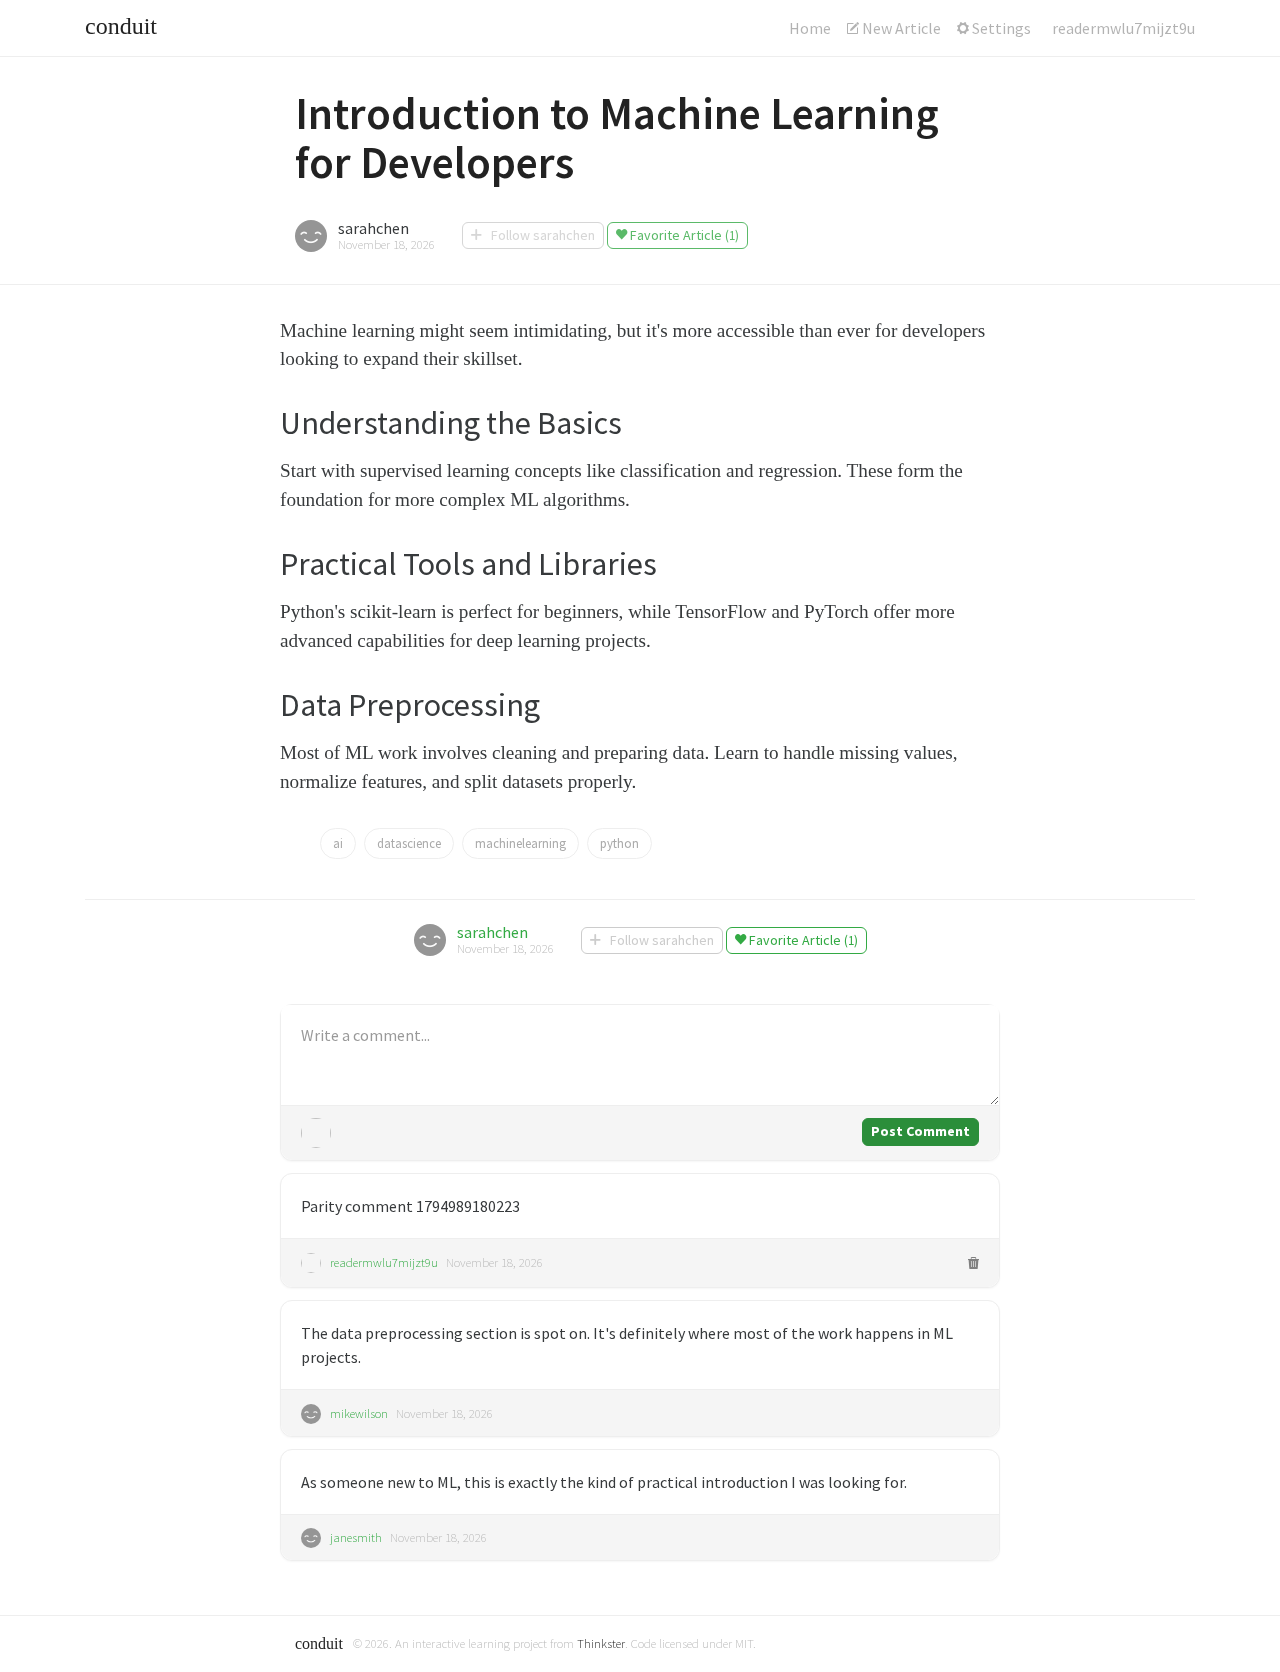 conduit
Home New Article Settings readermwlu7mijzt9u
Introduction to Machine Learning
for Developers
sarahchen
November 18, 2026
Follow sarahchen
Favorite Article (1)
Machine learning might seem intimidating, but it's more accessible than ever for developers
looking to expand their skillset.
Understanding the Basics
Start with supervised learning concepts like classification and regression. These form the
foundation for more complex ML algorithms.
Practical Tools and Libraries
Python's scikit-learn is perfect for beginners, while TensorFlow and PyTorch offer more
advanced capabilities for deep learning projects.
Data Preprocessing
Most of ML work involves cleaning and preparing data. Learn to handle missing values,
normalize features, and split datasets properly.
ai datascience machinelearning python
sarahchen
November 18, 2026
Follow sarahchen
Favorite Article (1)
Write a comment...
Post Comment
Parity comment 1794989180223
readermwlu7mijzt9u November 18, 2026
The data preprocessing section is spot on. It's definitely where most of the work happens in ML
projects.
mikewilson November 18, 2026
As someone new to ML, this is exactly the kind of practical introduction I was looking for.
janesmith November 18, 2026
conduit © 2026. An interactive learning project from Thinkster. Code licensed under MIT.